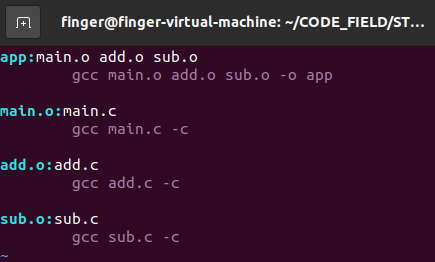 finger@finger-virtual-machine: ~/CODE_FIELD/ST...
app:main.o add.o sub.o
        gcc main.o add.o sub.o -o app
main.o:main.c
        gcc main.c -c
add.o:add.c
        gcc add.c -c
sub.o:sub.c
        gcc sub.c -c
~